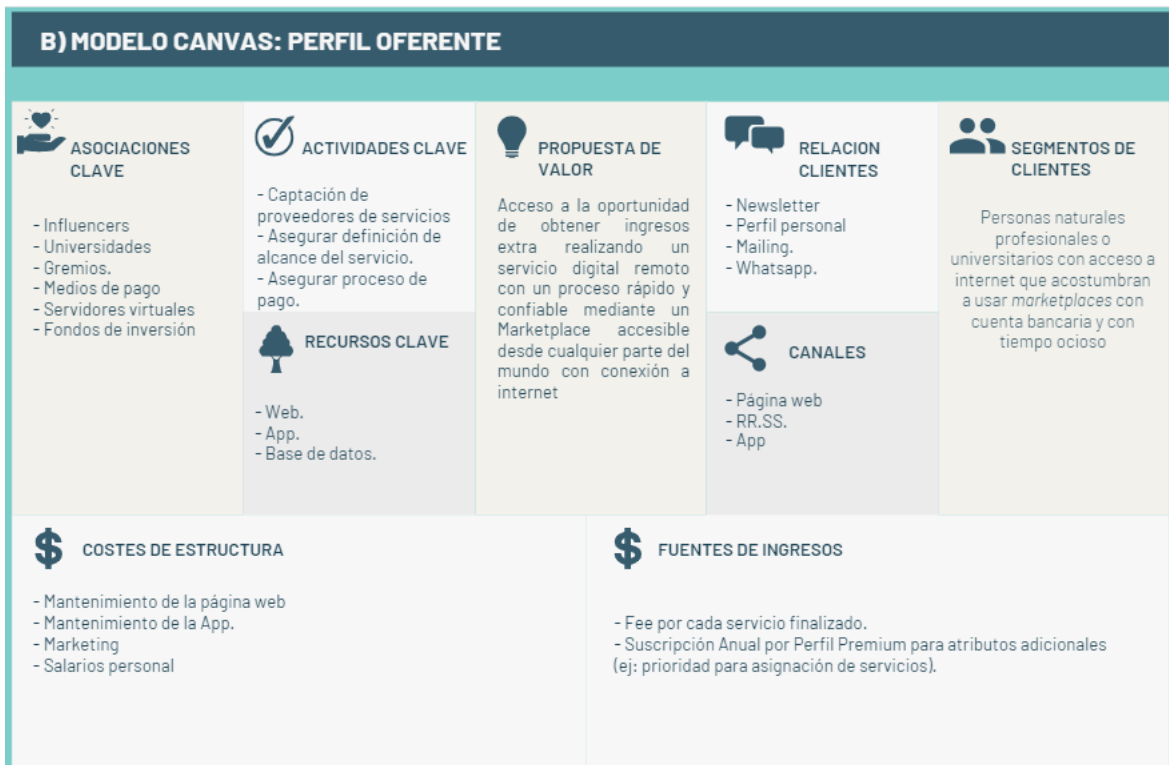 B) MODELO CANVAS: PERFIL OFERENTE
ASOCIACIONES
CLAVE
- Influencers
- Universidades
- Gremios.
- Medios de pago
- Servidores virtuales
- Fondos de inversión
ACTIVIDADES CLAVE
- Captación de
proveedores de servicios
- Asegurar definición de
alcance del servicio.
- Asegurar proceso de
pago.
RECURSOS CLAVE
- Web.
- App.
- Base de datos.
PROPUESTA DE
VALOR
Acceso a la oportunidad
de obtener ingresos
extra realizando un
servicio digital remoto
con un proceso rápido y
confiable mediante un
Marketplace accesible
desde cualquier parte del
mundo con conexión a
internet
RELACION
CLIENTES
- Newsletter
- Perfil personal
- Mailing.
- Whatsapp.
CANALES
- Página web
- RR.SS.
- App
SEGMENTOS DE
CLIENTES
Personas naturales
profesionales o
universitarios con acceso a
internet que acostumbran
a usar marketplaces con
cuenta bancaria y con
tiempo ocioso
COSTES DE ESTRUCTURA
- Mantenimiento de la página web
- Mantenimiento de la App.
- Marketing
- Salarios personal
FUENTES DE INGRESOS
- Fee por cada servicio finalizado.
- Suscripción Anual por Perfil Premium para atributos adicionales
(ej: prioridad para asignación de servicios).